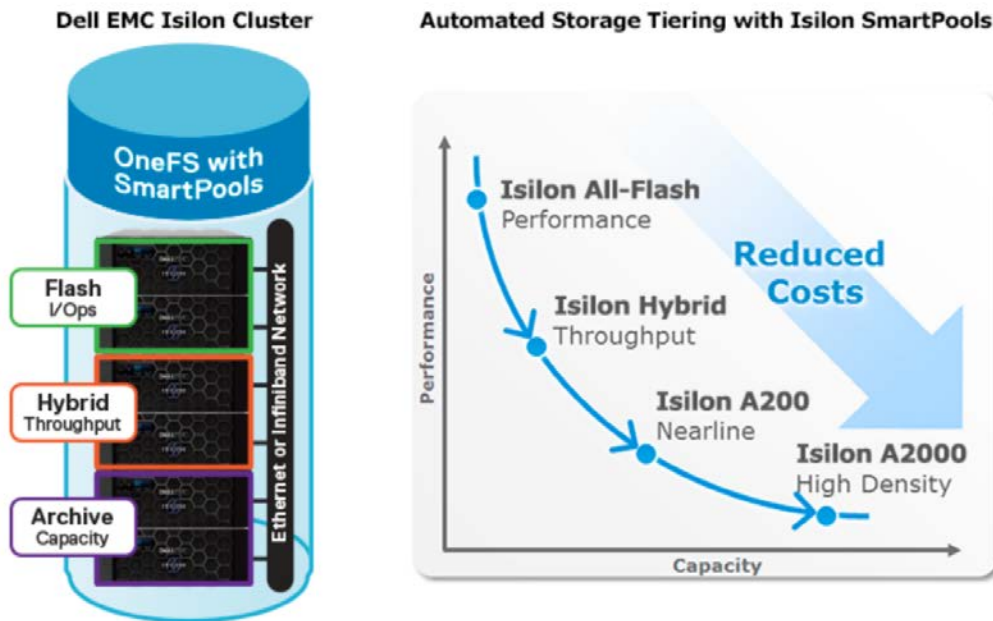 Dell EMC Isilon Cluster
OneFS with
SmartPools
Flash
I/Ops
Hybrid
Throughput
Archive
Capacity
Ethernet or Infiniband Network
Automated Storage Tiering with Isilon SmartPools
Performance
Isilon All-Flash
Performance
Isilon Hybrid
Throughput
Isilon A200
Nearline
Isilon A2000
High Density
Reduced
Costs
Capacity